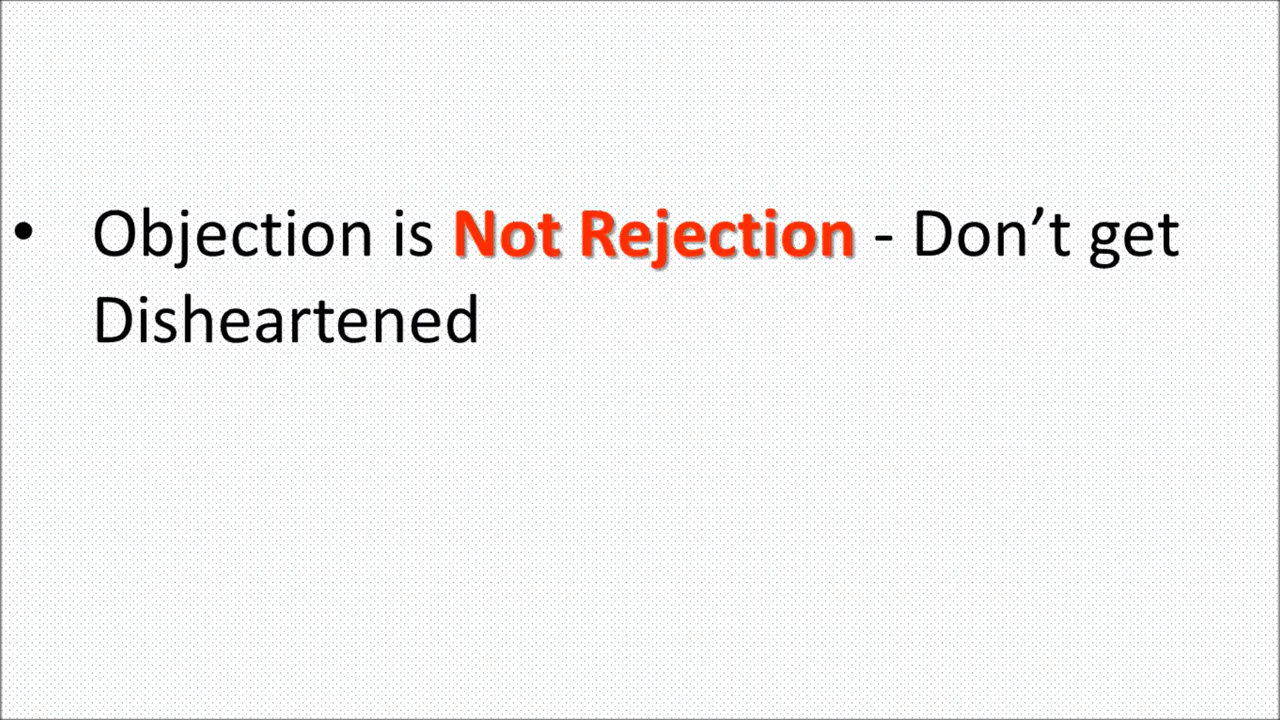 • Objection is Not Rejection - Don’t get
Disheartened